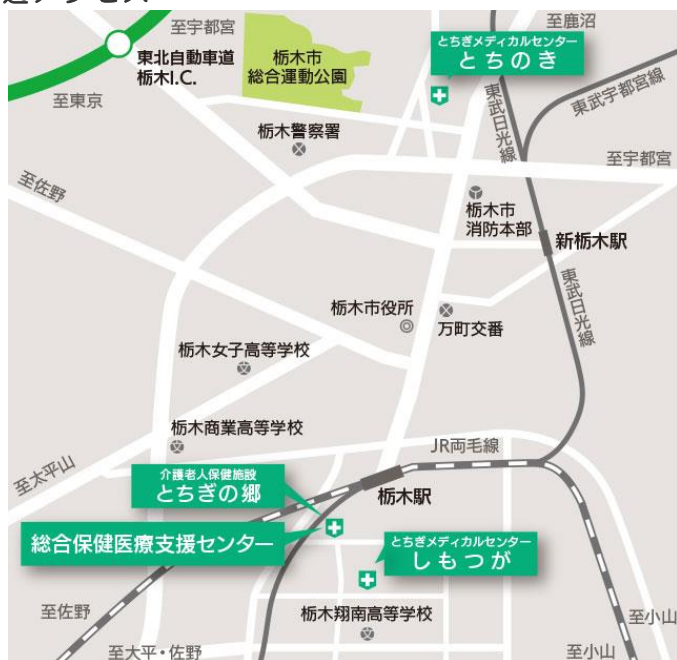 至宇都宮
至鹿沼
東北自動車道
栃木I.C.
栃木市
総合運動公園
とちぎメディカルセンター
とちのき
至東京
東武日光線
東武宇都宮線
栃木警察署
至宇都宮
至佐野
栃木市
消防本部
新栃木駅
東武日光線
栃木市役所
万町交番
栃木女子高等学校
栃木商業高等学校
JR両毛線
至太平山
介護老人保健施設
とちぎの郷
栃木駅
総合保健医療支援センター
とちぎメディカルセンター
しもつが
至佐野
栃木翔南高等学校
至小山
至大平・佐野
至小山